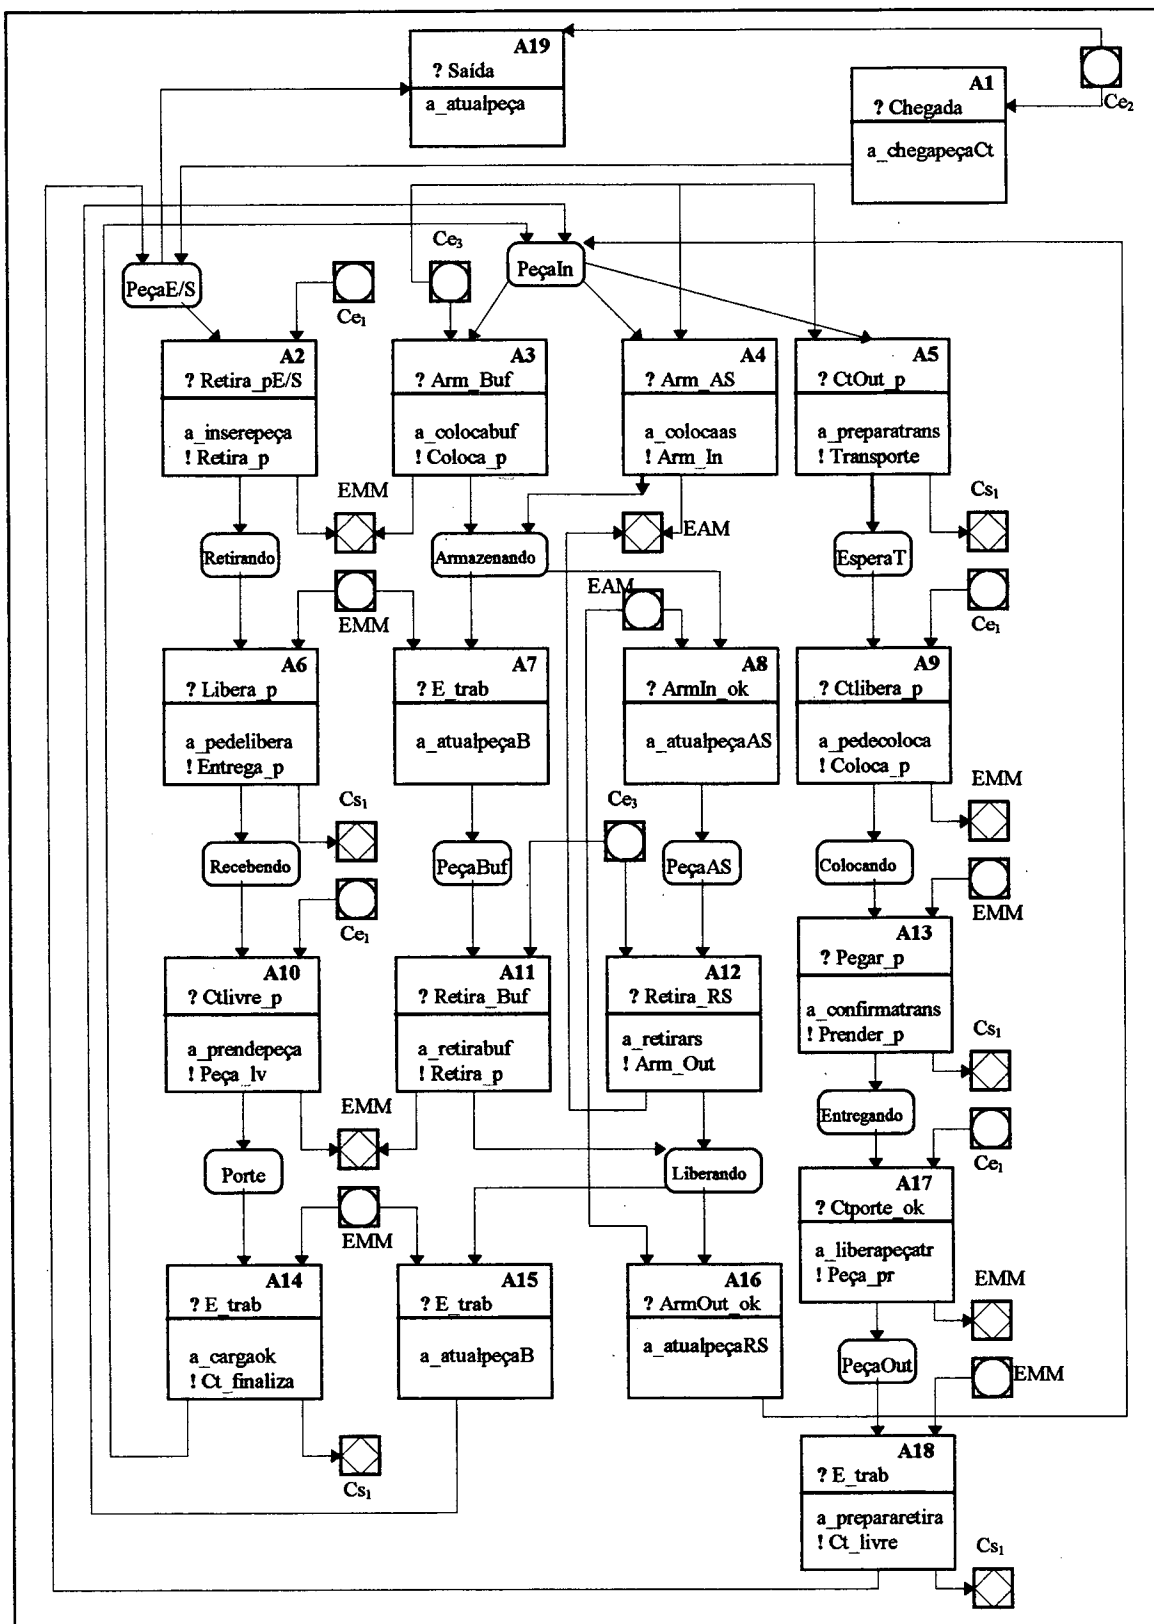 A19
? Saída
a_atualpeça
Ce2
A1
? Chegada
a_chegapeçaCt
Ce3
PeçaIn
PeçaE/S
Ce1
A2
? Retira_pE/S
a_inserepeça
! Retira_p
A3
? Arm_Buf
a_colocabuf
! Coloca_p
A4
? Arm_AS
a_colocaas
! Arm_In
A5
? CtOut_p
a_preparatrans
! Transporte
EMM
EAM
Cs1
Retirando
Armazenando
EsperaT
EMM
EAM
Ce1
A6
? Libera_p
a_pedelibera
! Entrega_p
A7
? E_trab
a_atualpeçaB
A8
? ArmIn_ok
a_atualpeçaAS
A9
? Ctlibera_p
a_pedecoloca
! Coloca_p
Cs1
Ce3
EMM
Recebendo
PeçaBuf
PeçaAS
Colocando
Ce1
EMM
A10
? Ctlivre_p
a_prendepeça
! Peça_lv
A11
? Retira_Buf
a_retirabuf
! Retira_p
A12
? Retira_RS
a_retirars
! Arm_Out
A13
? Pegar_p
a_confirmatrans
! Prender_p
EMM
Cs1
Porte
Liberando
Entregando
EMM
Ce1
A14
? E_trab
a_cargaok
! Ct_finaliza
A15
? E_trab
a_atualpeçaB
A16
? ArmOut_ok
a_atualpeçaRS
A17
? Ctporte_ok
a_liberapeçatr
! Peça_pr
EMM
PeçaOut
EMM
Cs1
A18
? E_trab
a_prepararetira
! Ct_livre
Cs1